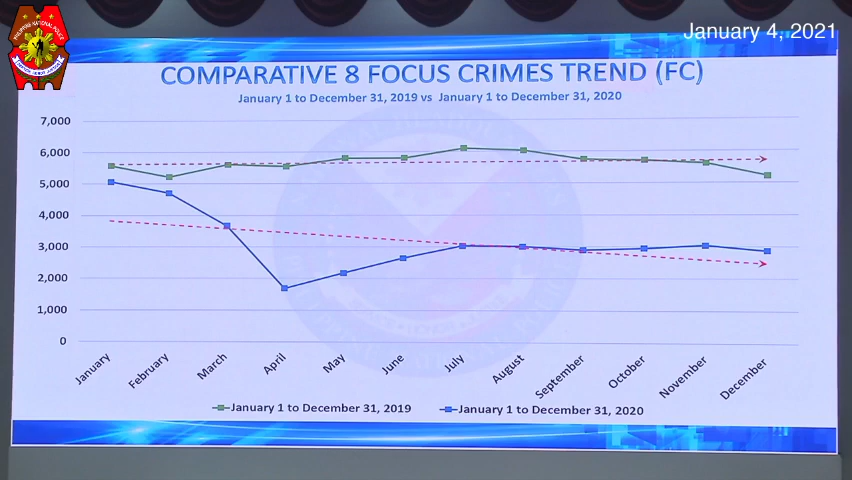 January 4, 2021
PHILIPPINE NATIONAL POLICE
COMPARATIVE 8 FOCUS CRIMES TREND (FC)
January 1 to December 31, 2019 vs January 1 to December 31, 2020
7,000
6,000
5,000
4,000
3,000
2,000
1,000
0
January
February
March
April
May
June
July
August
September
October
November
December
January 1 to December 31, 2019
January 1 to December 31, 2020